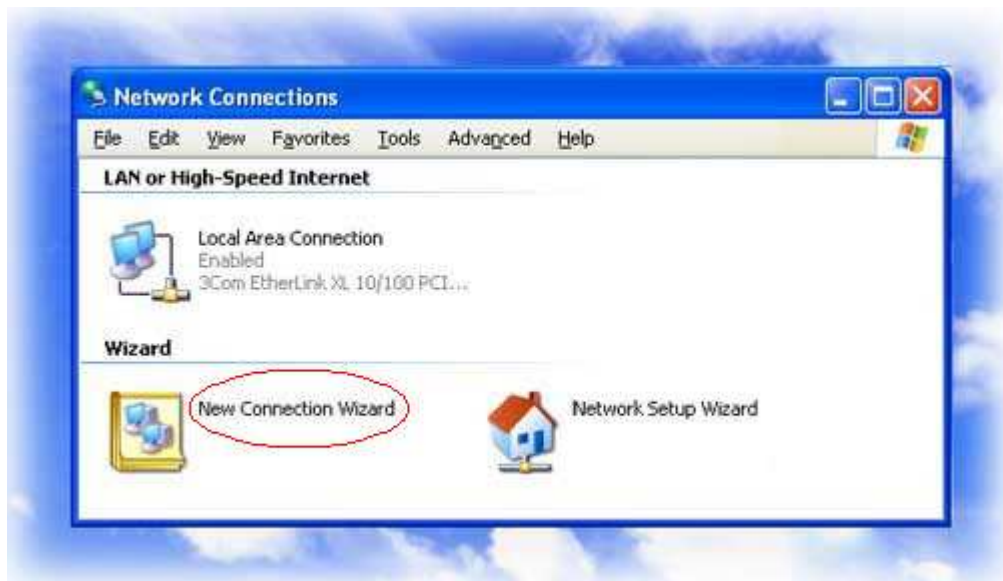 Network Connections
File Edit View Favorites Tools Advanced Help
LAN or High-Speed Internet
Local Area Connection
Enabled
3Com EtherLink XL 10/100 PCI...
Wizard
New Connection Wizard
Network Setup Wizard